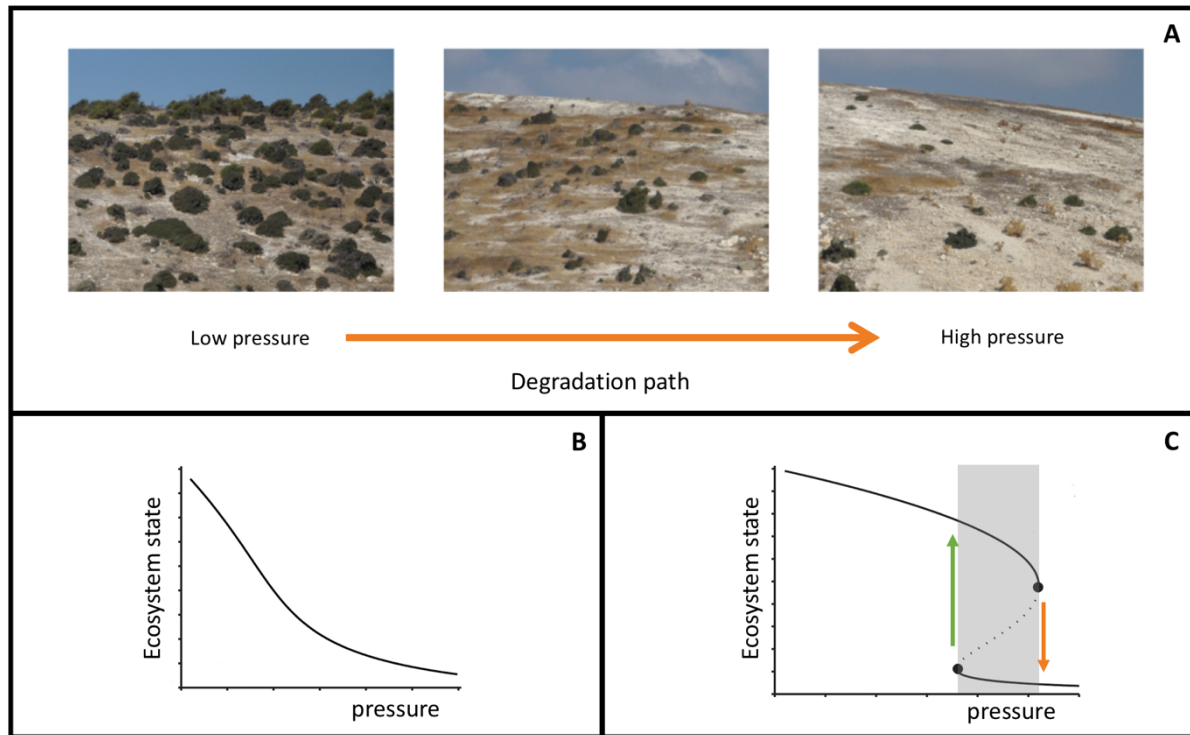 A
Low pressure
High pressure
Degradation path
B
Ecosystem state
pressure
C
Ecosystem state
pressure